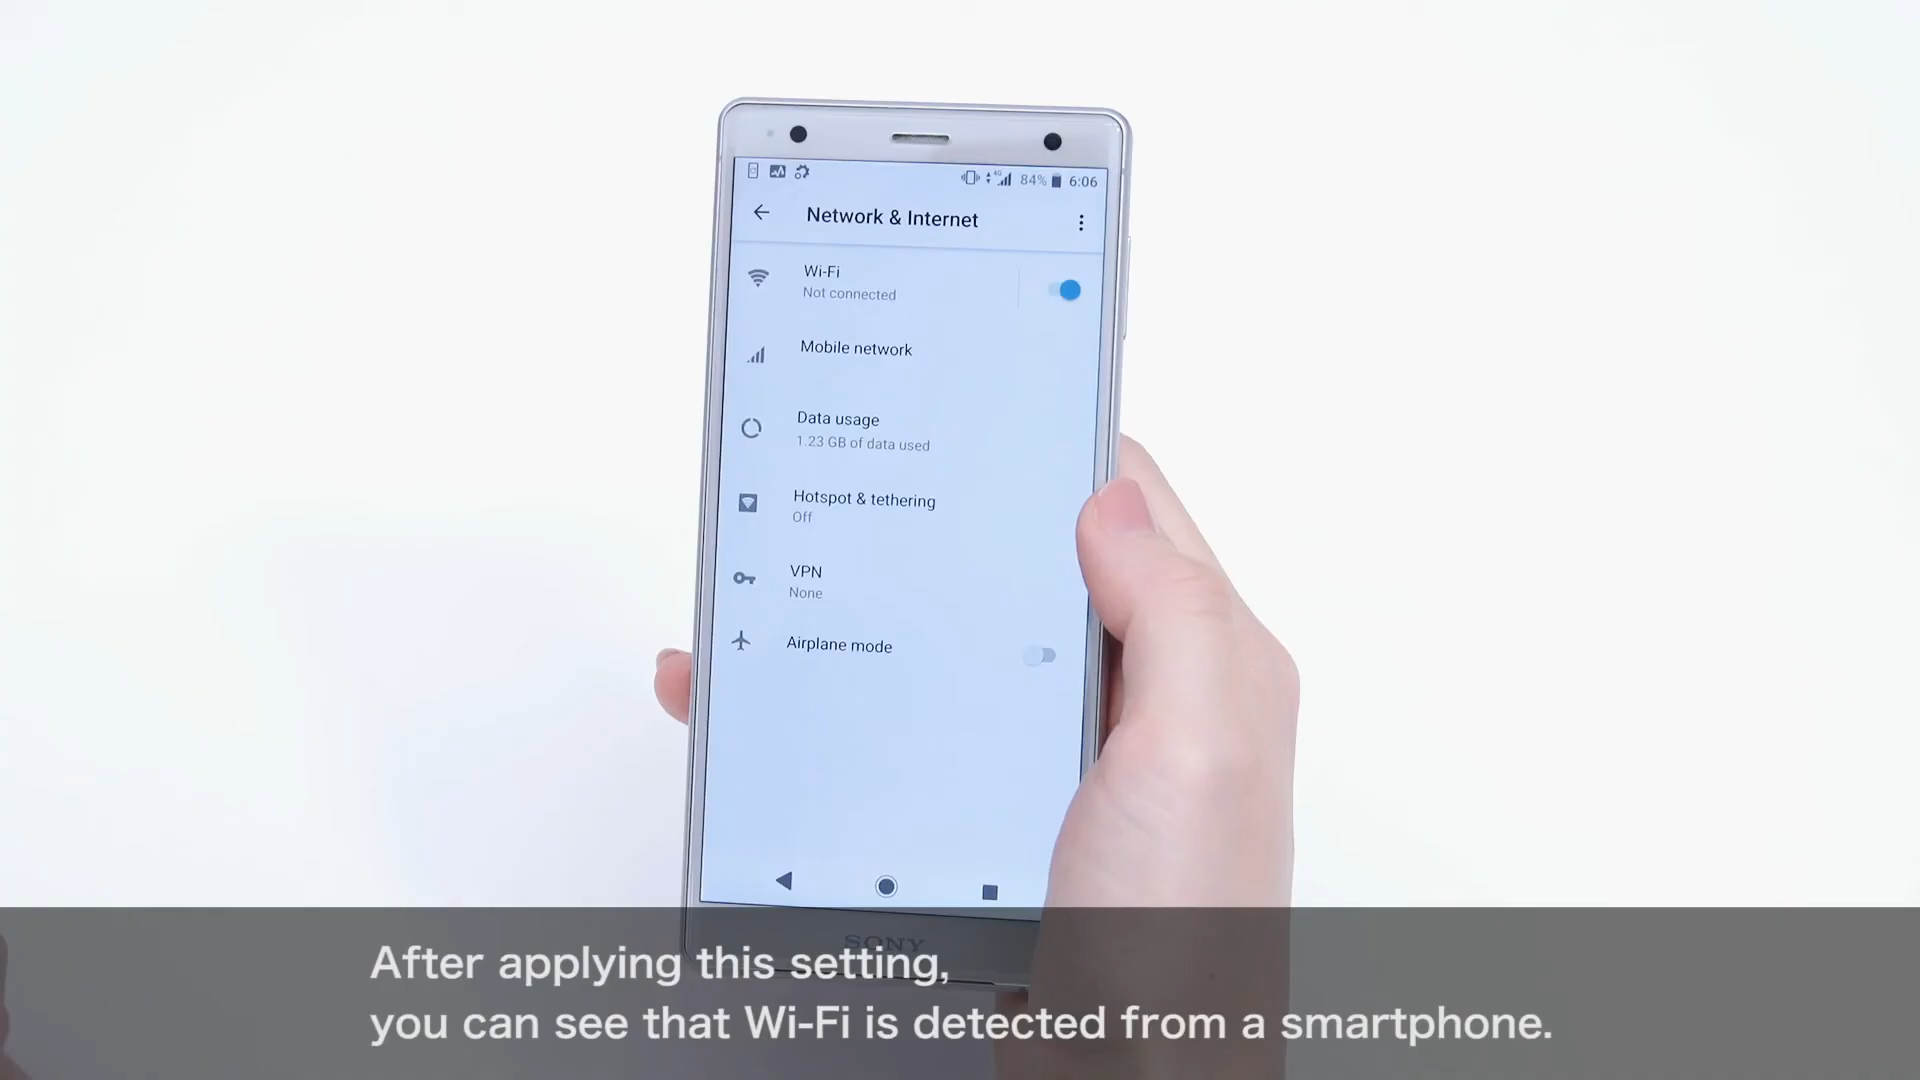 4G 84% 6:06
Network & Internet
Wi-Fi
Not connected
Mobile network
Data usage
1.23 GB of data used
Hotspot & tethering
Off
VPN
None
Airplane mode
SONY
After applying this setting,
you can see that Wi-Fi is detected from a smartphone.